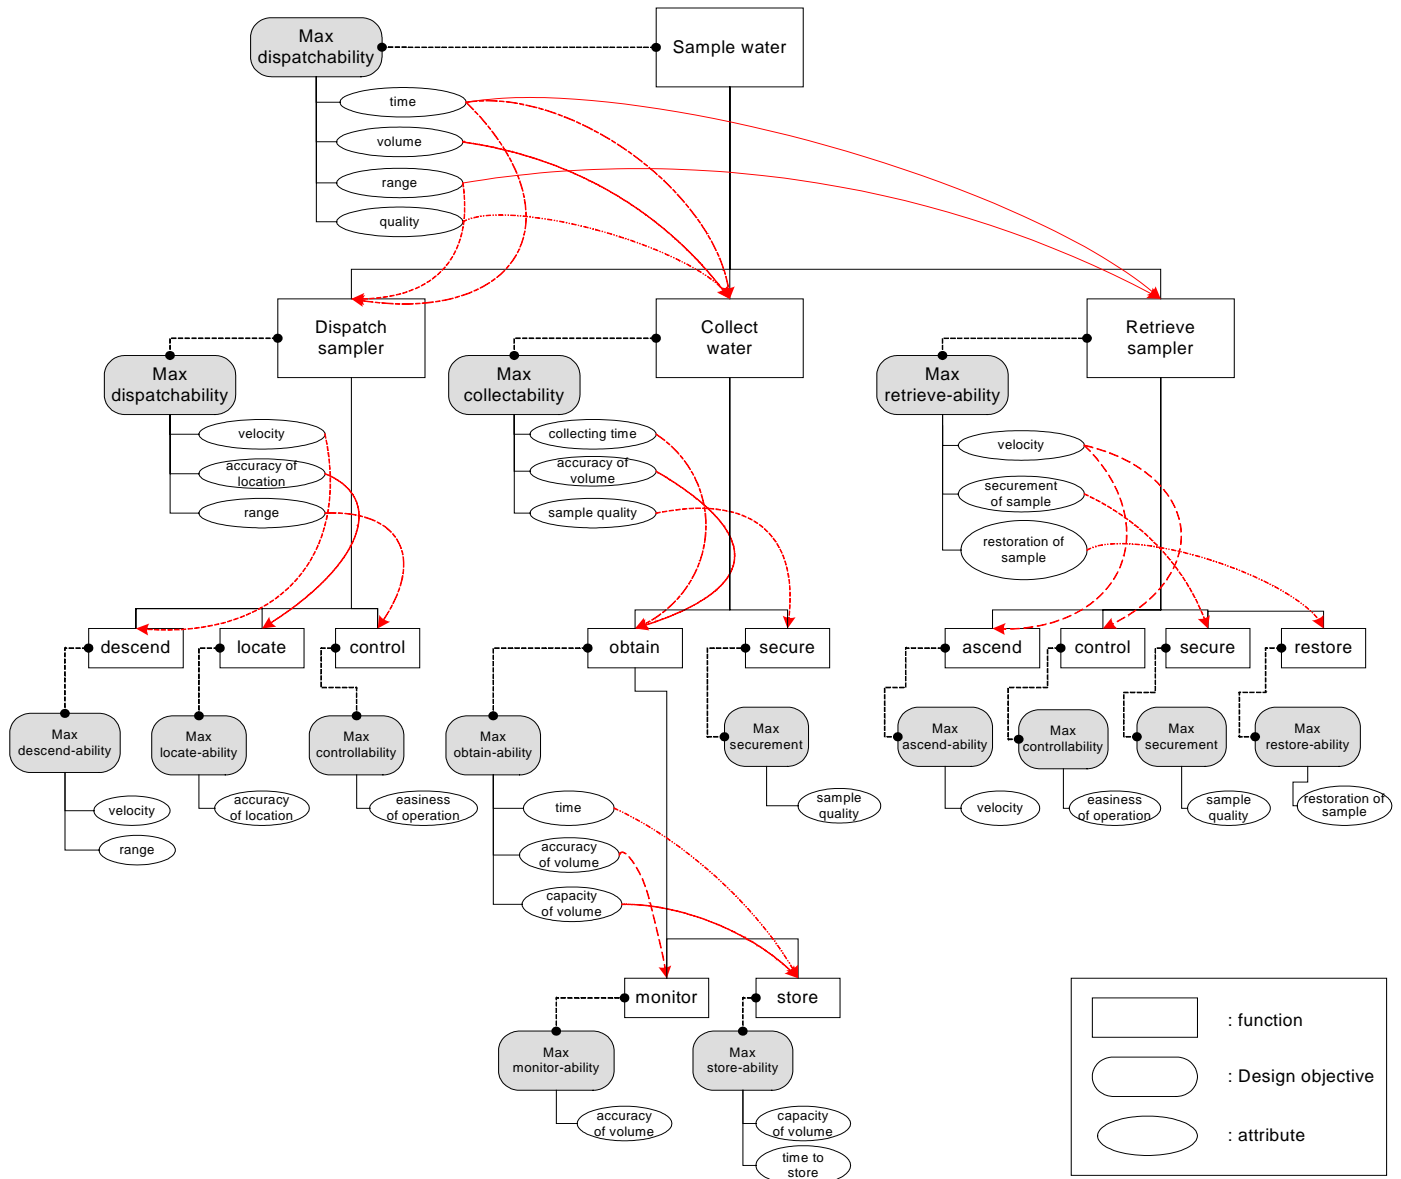 Max
dispatchability
Sample water
time
volume
range
quality
Dispatch
sampler
Collect
water
Retrieve
sampler
Max
dispatchability
velocity
accuracy of
location
range
Max
collectability
collecting time
accuracy of
volume
sample quality
Max
retrieve-ability
velocity
securement
of sample
restoration of
sample
descend
locate
control
obtain
secure
ascend
control
secure
restore
Max
descend-ability
velocity
range
Max
locate-ability
accuracy
of location
Max
controllability
easiness
of operation
Max
obtain-ability
time
accuracy
of volume
capacity
of volume
Max
securement
sample
quality
Max
ascend-ability
velocity
Max
controllability
easiness
of operation
Max
securement
sample
quality
Max
restore-ability
restoration of
sample
monitor
store
Max
monitor-ability
accuracy
of volume
Max
store-ability
capacity
of volume
time to
store
: function
: Design objective
: attribute